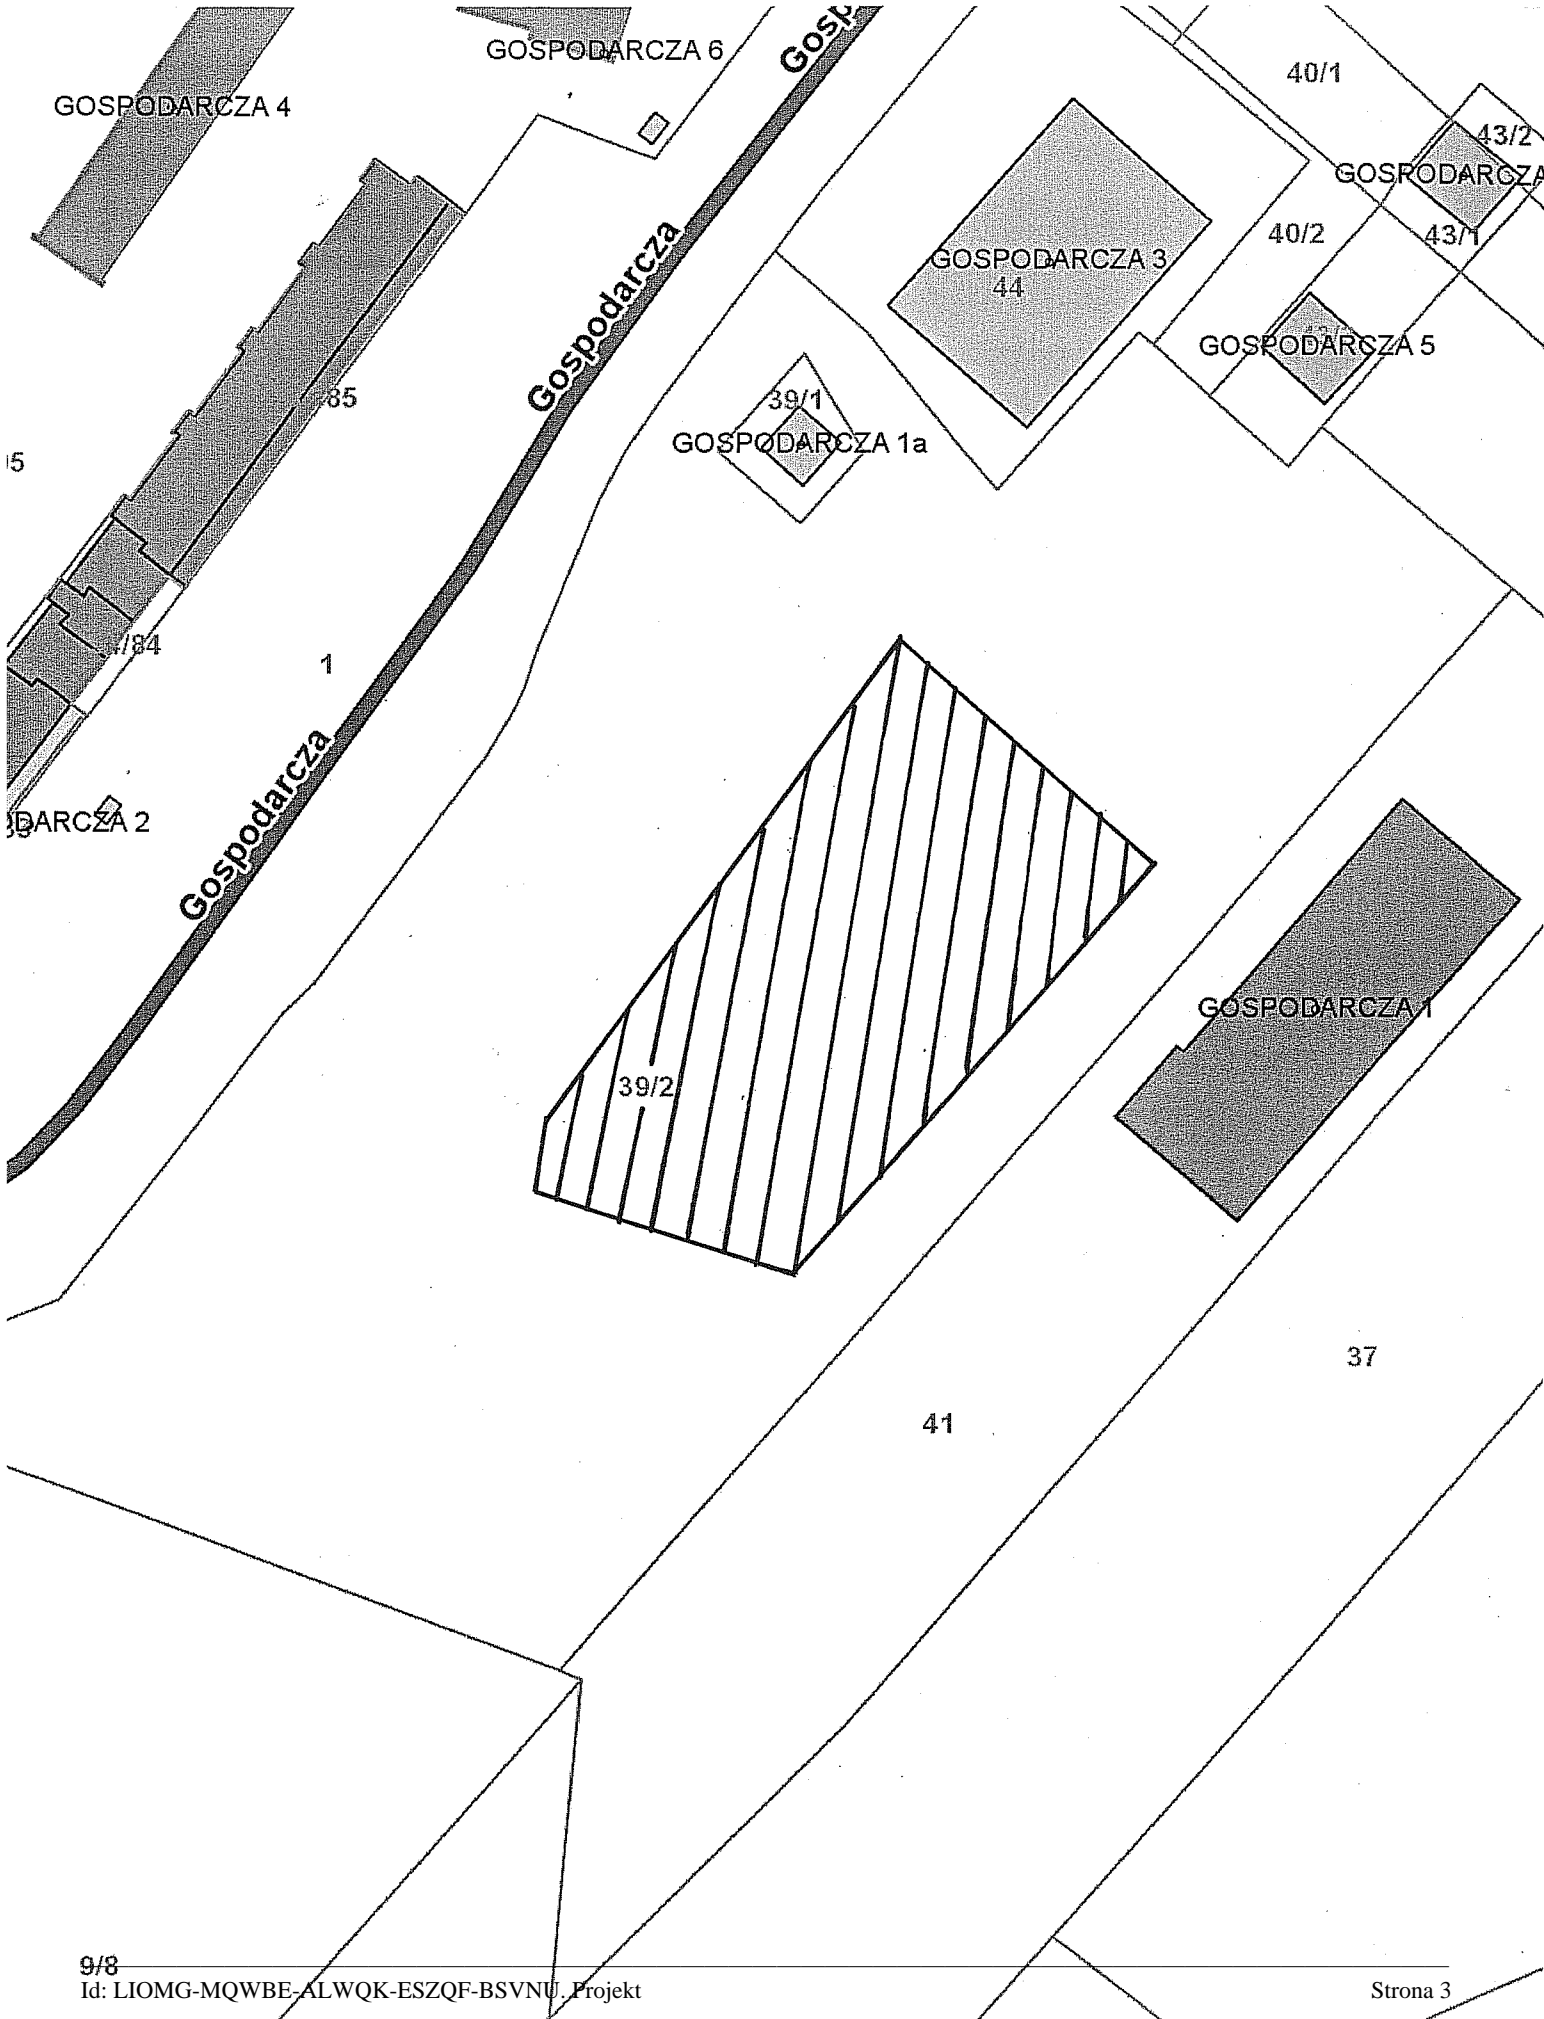 Gosp
GOSPODARCZA 6
40/1
GOSPODARCZA 4
43/2
GOSPODARCZA
40/2
43/1
GOSPODARCZA 3
44
Gospodarcza
GOSPODARCZA 5
85
39/1
GOSPODARCZA 1a
/84
1
Gospodarcza
DARCZA 2
GOSPODARCZA 1
39/2
37
41
9/8
Id: LIOMG-MQWBE-ALWQK-ESZQF-BSVNU. Projekt
Strona 3